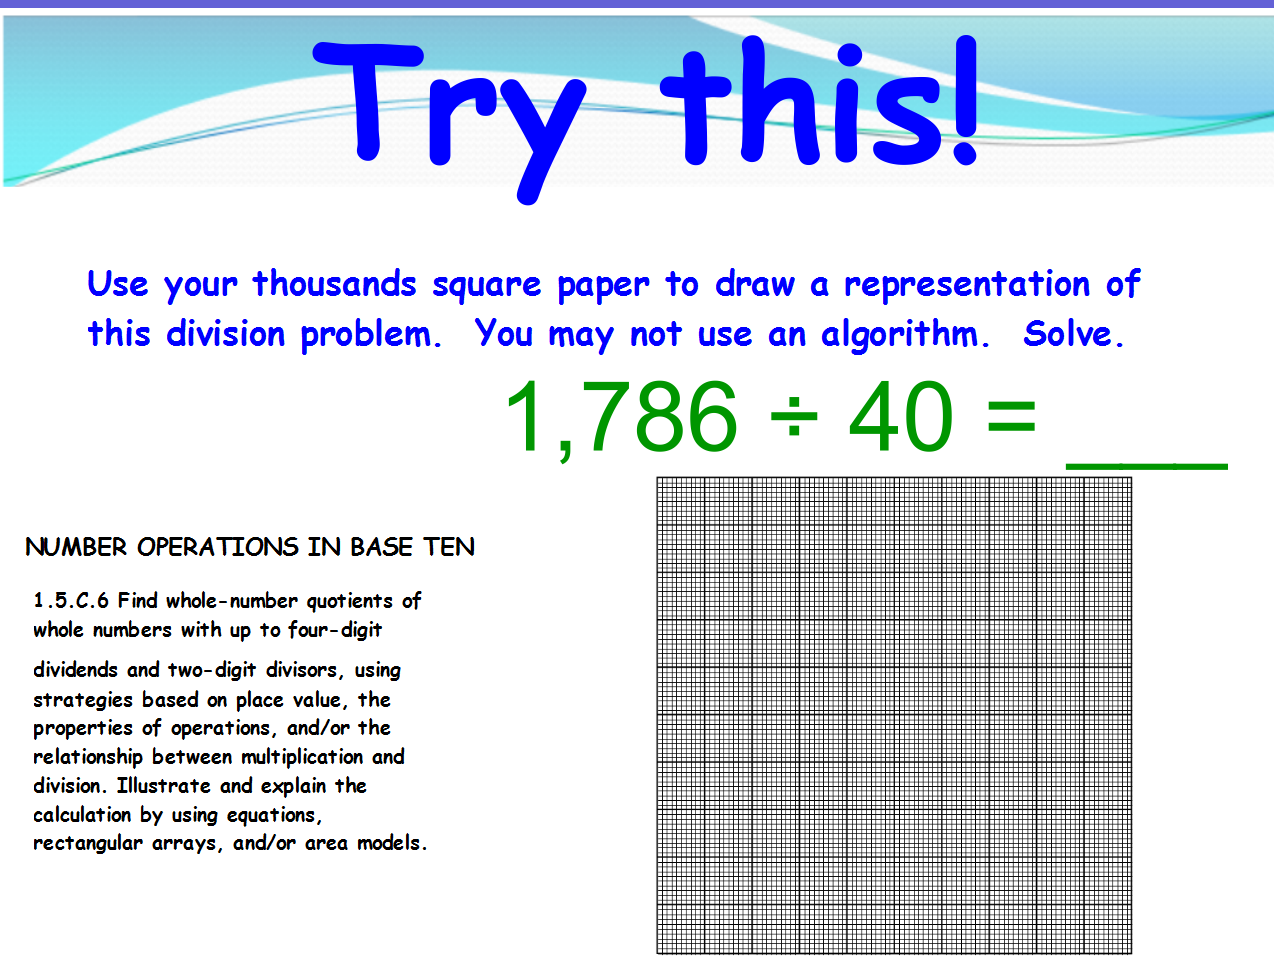 Try this!
Use your thousands square paper to draw a representation of
this division problem.  You may not use an algorithm.  Solve.
1,786 ÷ 40 = ___
NUMBER OPERATIONS IN BASE TEN
1.5.C.6 Find whole-number quotients of
whole numbers with up to four-digit
dividends and two-digit divisors, using
strategies based on place value, the
properties of operations, and/or the
relationship between multiplication and
division. Illustrate and explain the
calculation by using equations,
rectangular arrays, and/or area models.